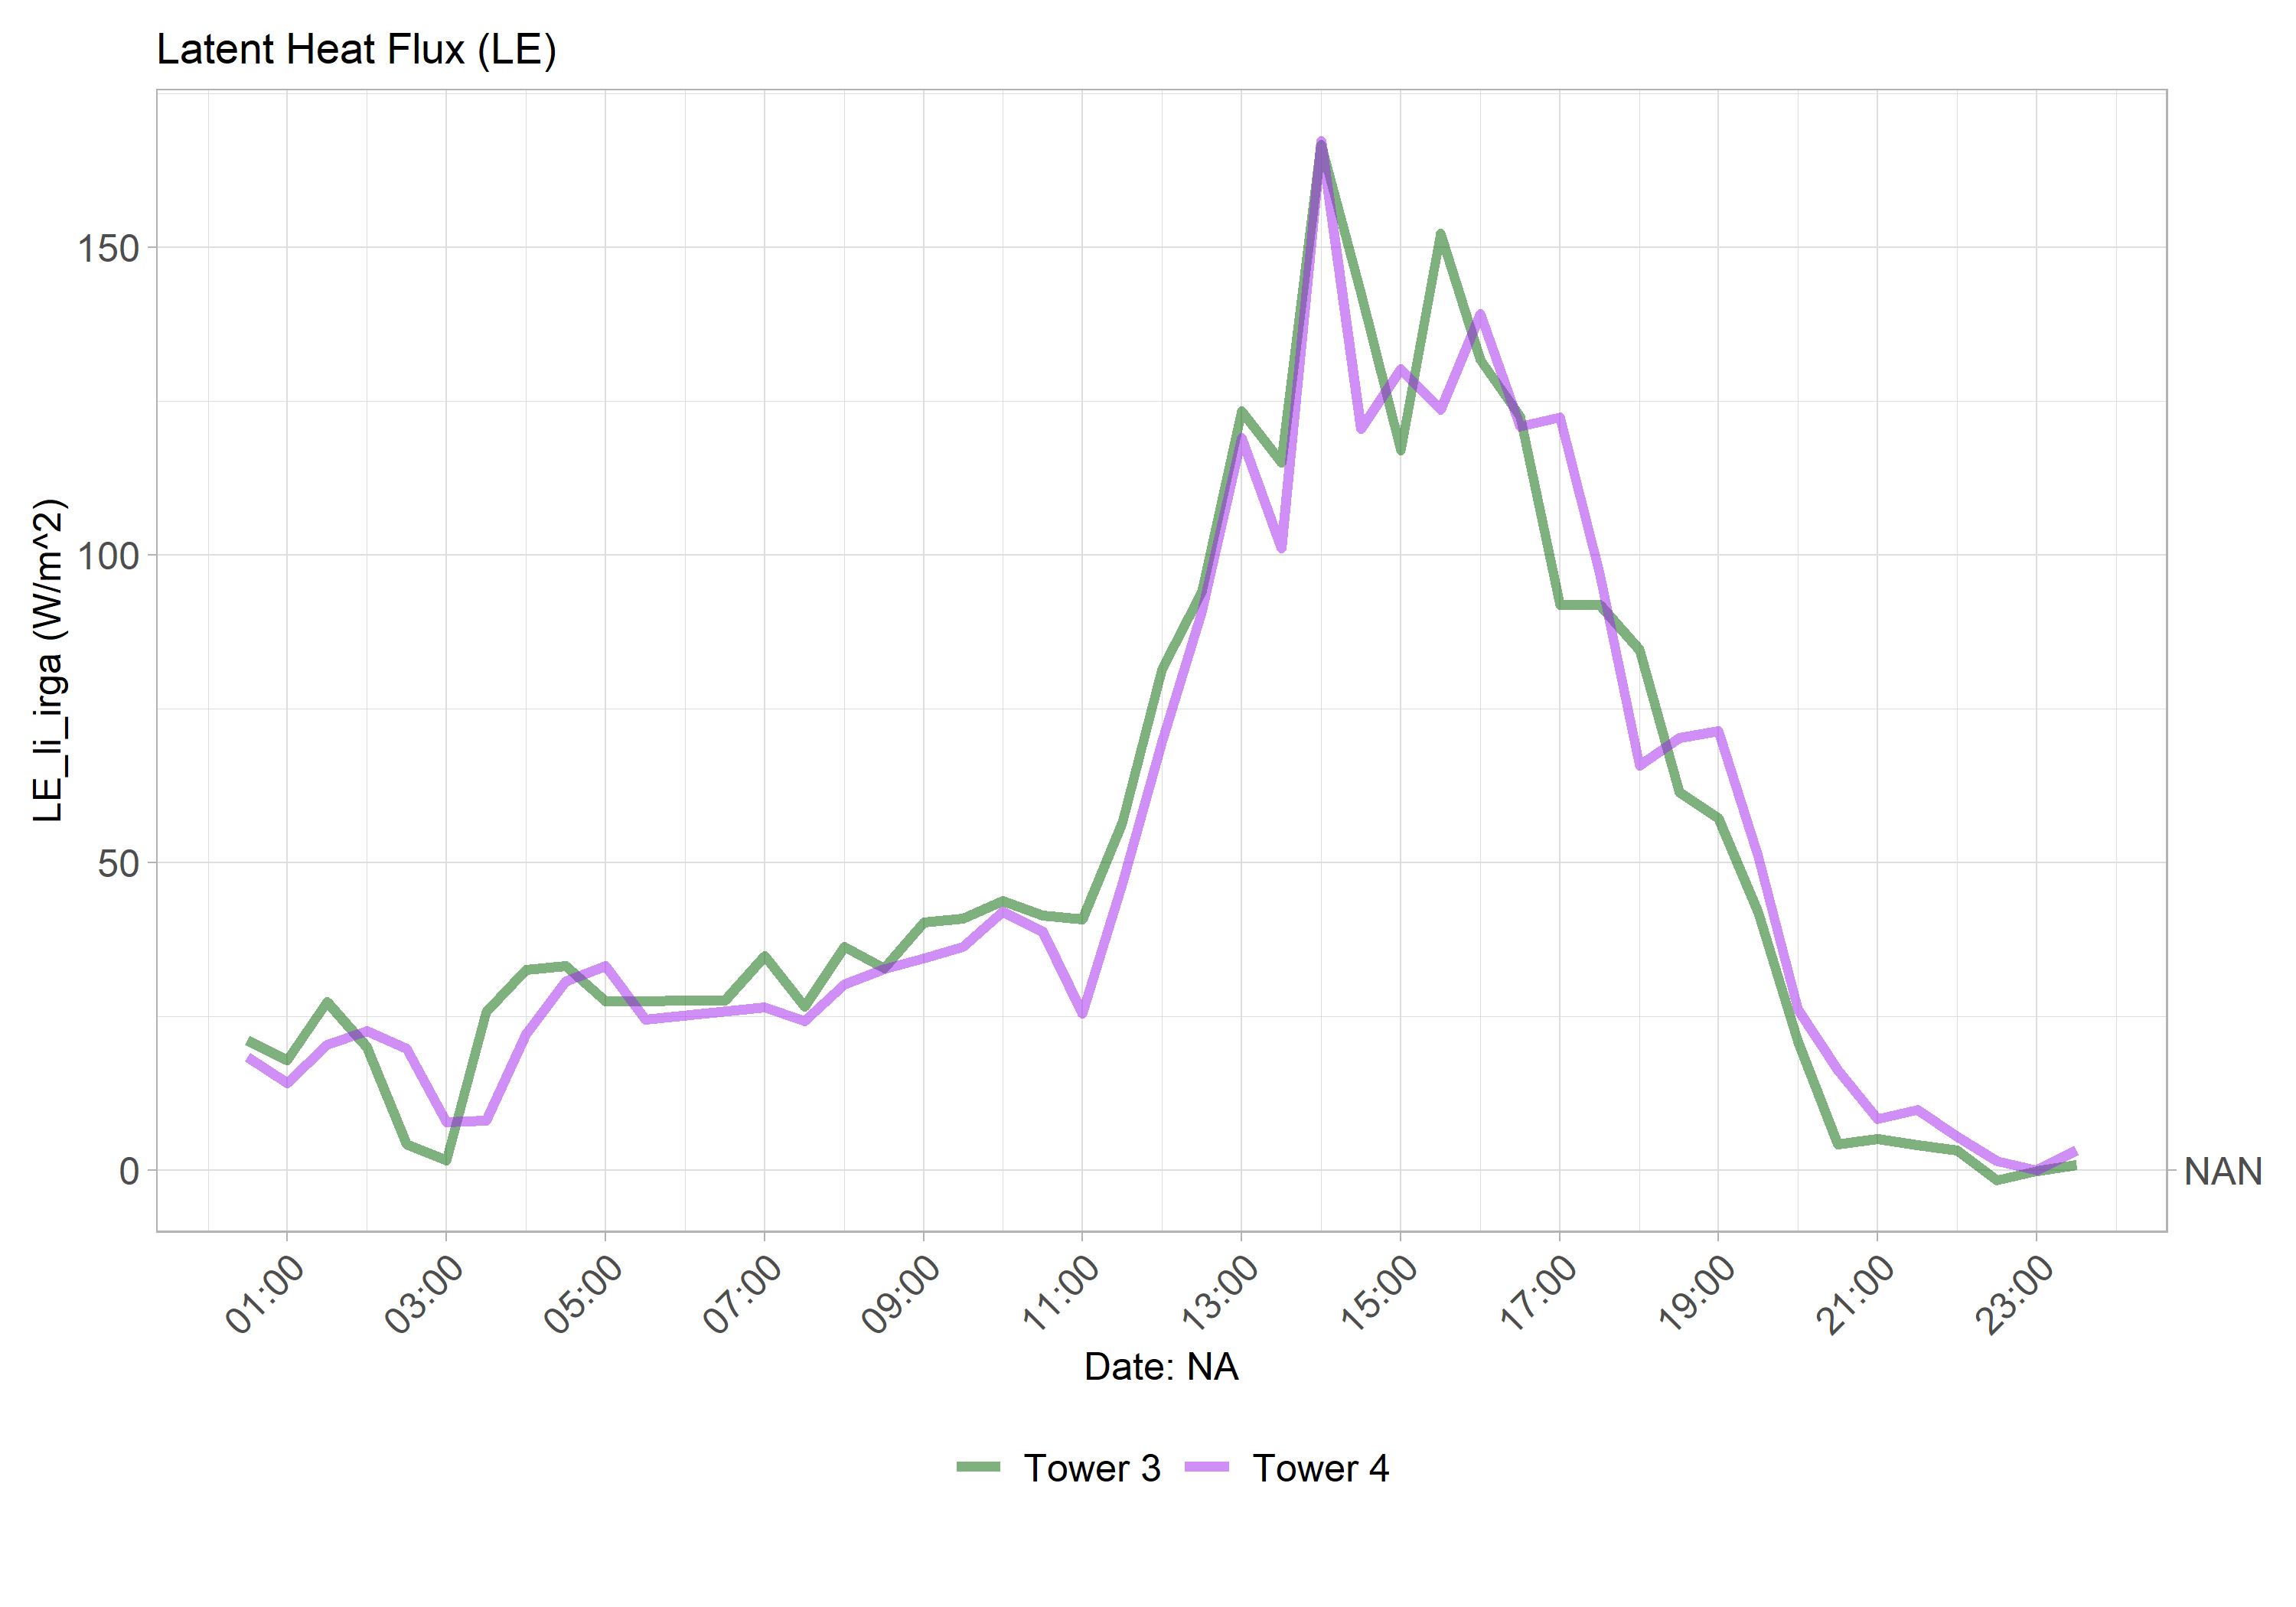 Latent Heat Flux (LE)
LE_li_irga (W/m^2)
150
100
50
0
NAN
01:00
03:00
05:00
07:00
09:00
11:00
13:00
15:00
17:00
19:00
21:00
23:00
Date: NA
Tower 3
Tower 4